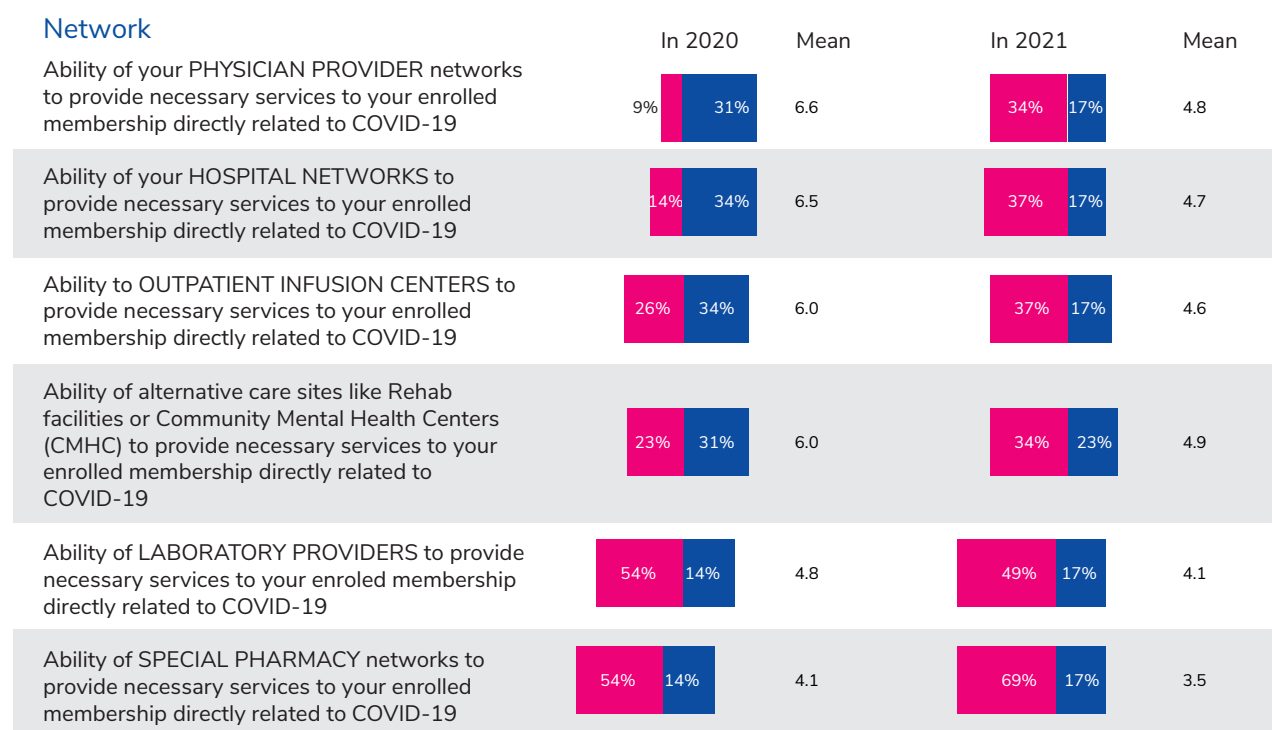 Network
In 2020 Mean In 2021 Mean
Ability of your PHYSICIAN PROVIDER networks
to provide necessary services to your enrolled
membership directly related to COVID-19
9% 31% 6.6 34% 17% 4.8
Ability of your HOSPITAL NETWORKS to
provide necessary services to your enrolled
membership directly related to COVID-19
14% 34% 6.5 37% 17% 4.7
Ability to OUTPATIENT INFUSION CENTERS to
provide necessary services to your enrolled
membership directly related to COVID-19
26% 34% 6.0 37% 17% 4.6
Ability of alternative care sites like Rehab
facilities or Community Mental Health Centers
(CMHC) to provide necessary services to your
enrolled membership directly related to
COVID-19
23% 31% 6.0 34% 23% 4.9
Ability of LABORATORY PROVIDERS to provide
necessary services to your enroled membership
directly related to COVID-19
54% 14% 4.8 49% 17% 4.1
Ability of SPECIAL PHARMACY networks to
provide necessary services to your enrolled
membership directly related to COVID-19
54% 14% 4.1 69% 17% 3.5